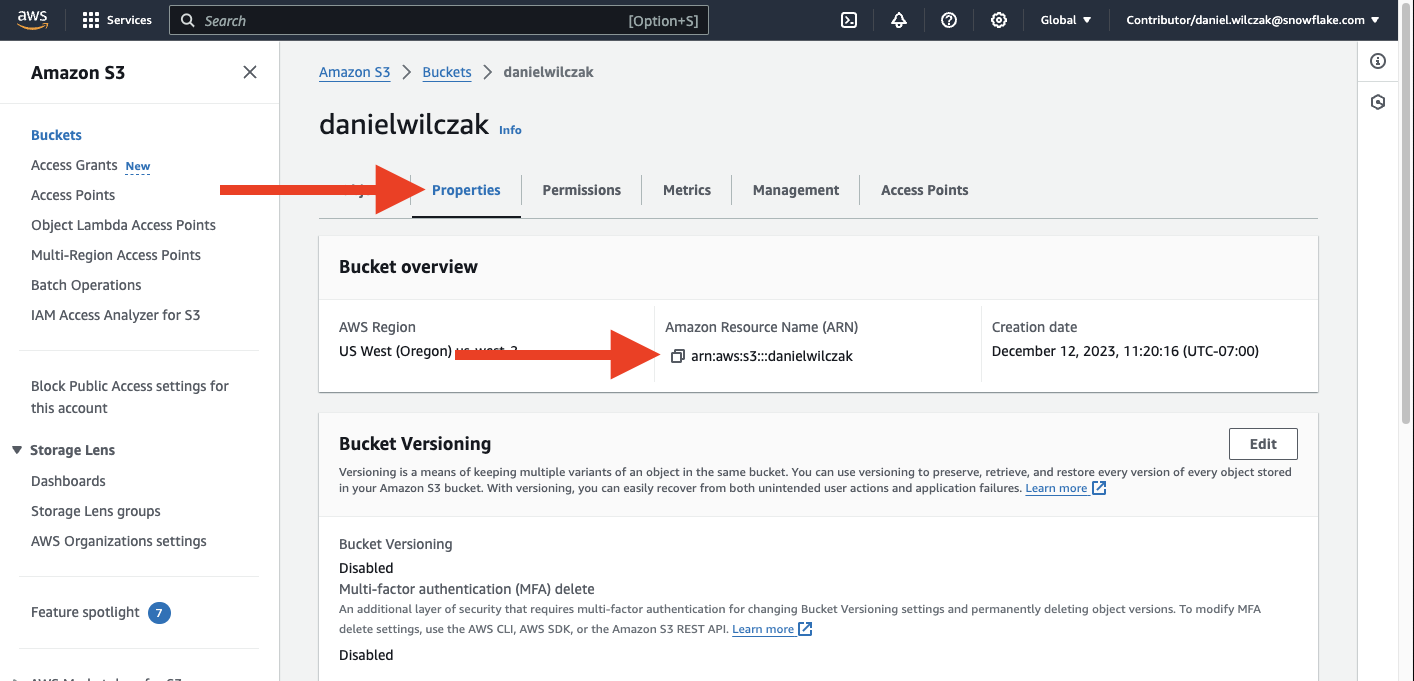 aws
Services
Search
[Option+S]
Global
Contributor/daniel.wilczak@snowflake.com
Amazon S3
Buckets
Access Grants New
Access Points
Object Lambda Access Points
Multi-Region Access Points
Batch Operations
IAM Access Analyzer for S3
Block Public Access settings for
this account
Storage Lens
Dashboards
Storage Lens groups
AWS Organizations settings
Feature spotlight 7
Amazon S3 > Buckets > danielwilczak
danielwilczak Info
Properties
Permissions
Metrics
Management
Access Points
Bucket overview
AWS Region
US West (Oregon)
Amazon Resource Name (ARN)
arn:aws:s3:::danielwilczak
Creation date
December 12, 2023, 11:20:16 (UTC-07:00)
Bucket Versioning
Edit
Versioning is a means of keeping multiple variants of an object in the same bucket. You can use versioning to preserve, retrieve, and restore every version of every object stored
in your Amazon S3 bucket. With versioning, you can easily recover from both unintended user actions and application failures. Learn more
Bucket Versioning
Disabled
Multi-factor authentication (MFA) delete
An additional layer of security that requires multi-factor authentication for changing Bucket Versioning settings and permanently deleting object versions. To modify MFA
delete settings, use the AWS CLI, AWS SDK, or the Amazon S3 REST API. Learn more
Disabled